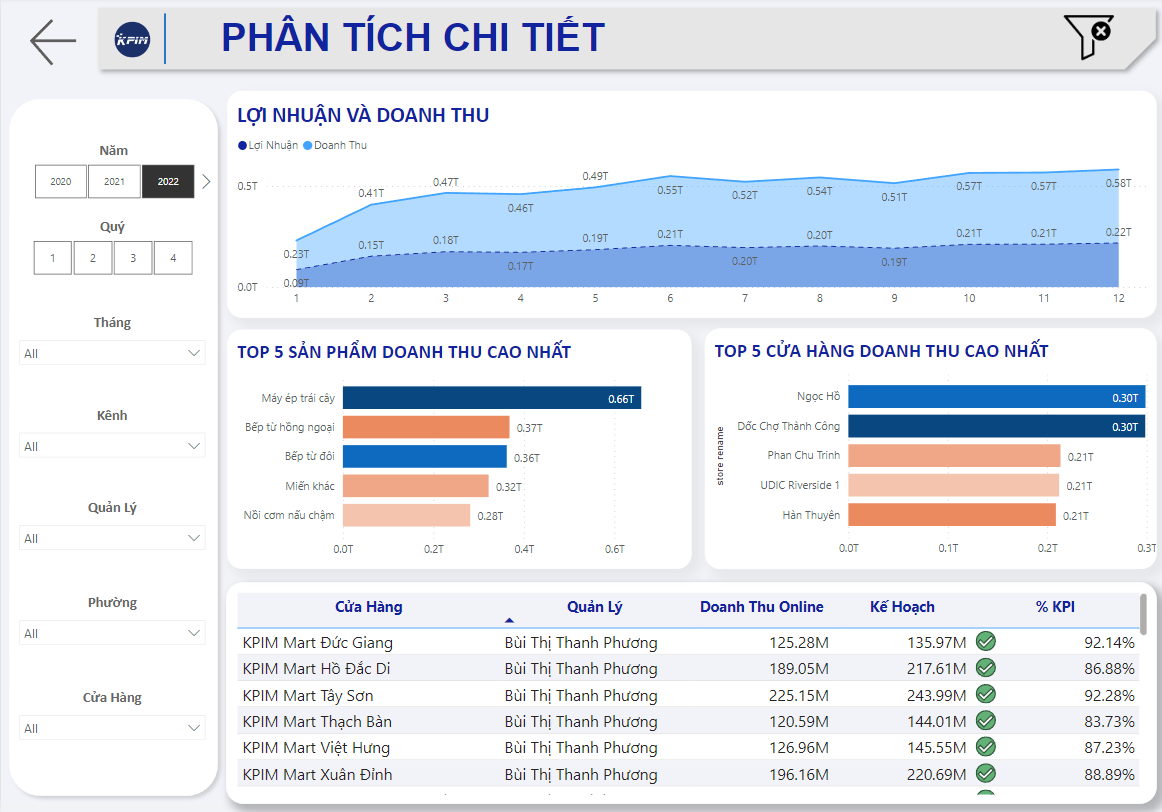 KPIM
PHÂN TÍCH CHI TIẾT
Năm
2020 2021 2022
Quý
1 2 3 4
Tháng
All
Kênh
All
Quản Lý
All
Phường
All
Cửa Hàng
All
LỢI NHUẬN VÀ DOANH THU
Lợi Nhuận Doanh Thu
0.5T
0.0T
0.23T 0.41T 0.47T 0.46T 0.49T 0.55T 0.52T 0.54T 0.51T 0.57T 0.57T 0.58T
0.09T 0.15T 0.18T 0.17T 0.19T 0.21T 0.20T 0.20T 0.19T 0.21T 0.21T 0.22T
1 2 3 4 5 6 7 8 9 10 11 12
TOP 5 SẢN PHẨM DOANH THU CAO NHẤT
Máy ép trái cây 0.66T
Bếp từ hồng ngoại 0.37T
Bếp từ đôi 0.36T
Miến khác 0.32T
Nồi cơm nấu chậm 0.28T
0.0T 0.2T 0.4T 0.6T
TOP 5 CỬA HÀNG DOANH THU CAO NHẤT
store rename
Ngọc Hồ 0.30T
Dốc Chợ Thành Công 0.30T
Phan Chu Trinh 0.21T
UDIC Riverside 1 0.21T
Hàn Thuyên 0.21T
0.0T 0.1T 0.2T 0.3T
Cửa Hàng Quản Lý Doanh Thu Online Kế Hoạch % KPI
KPIM Mart Đức Giang Bùi Thị Thanh Phương 125.28M 135.97M 92.14%
KPIM Mart Hồ Đắc Di Bùi Thị Thanh Phương 189.05M 217.61M 86.88%
KPIM Mart Tây Sơn Bùi Thị Thanh Phương 225.15M 243.99M 92.28%
KPIM Mart Thạch Bàn Bùi Thị Thanh Phương 120.59M 144.01M 83.73%
KPIM Mart Việt Hưng Bùi Thị Thanh Phương 126.96M 145.55M 87.23%
KPIM Mart Xuân Đỉnh Bùi Thị Thanh Phương 196.16M 220.69M 88.89%